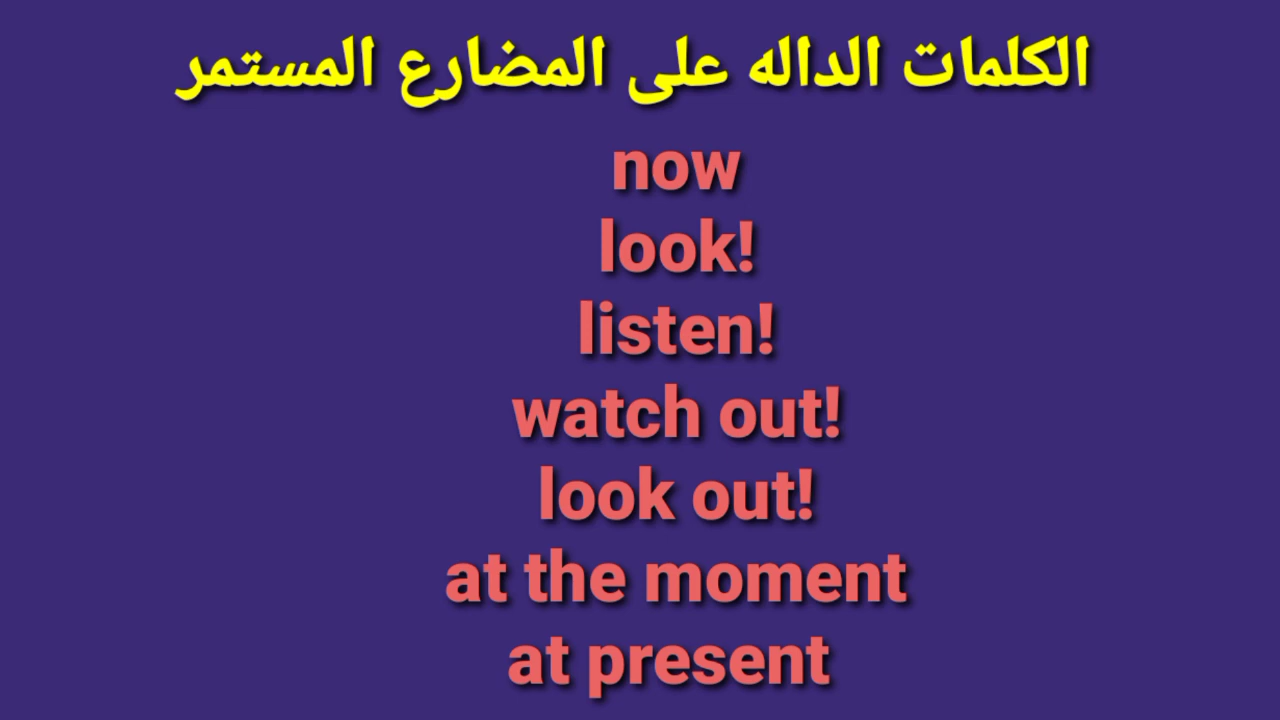 الكلمات الداله على المضارع المستمر
now
look!
listen!
watch out!
look out!
at the moment
at present